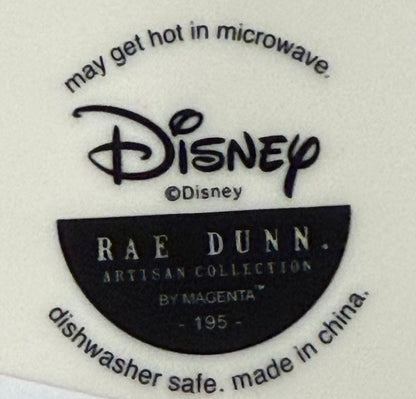 may get hot in microwave.
Disney
©Disney
RAE DUNN.
ARTISAN COLLECTION
BY MAGENTA™
- 195 -
dishwasher safe. made in china.